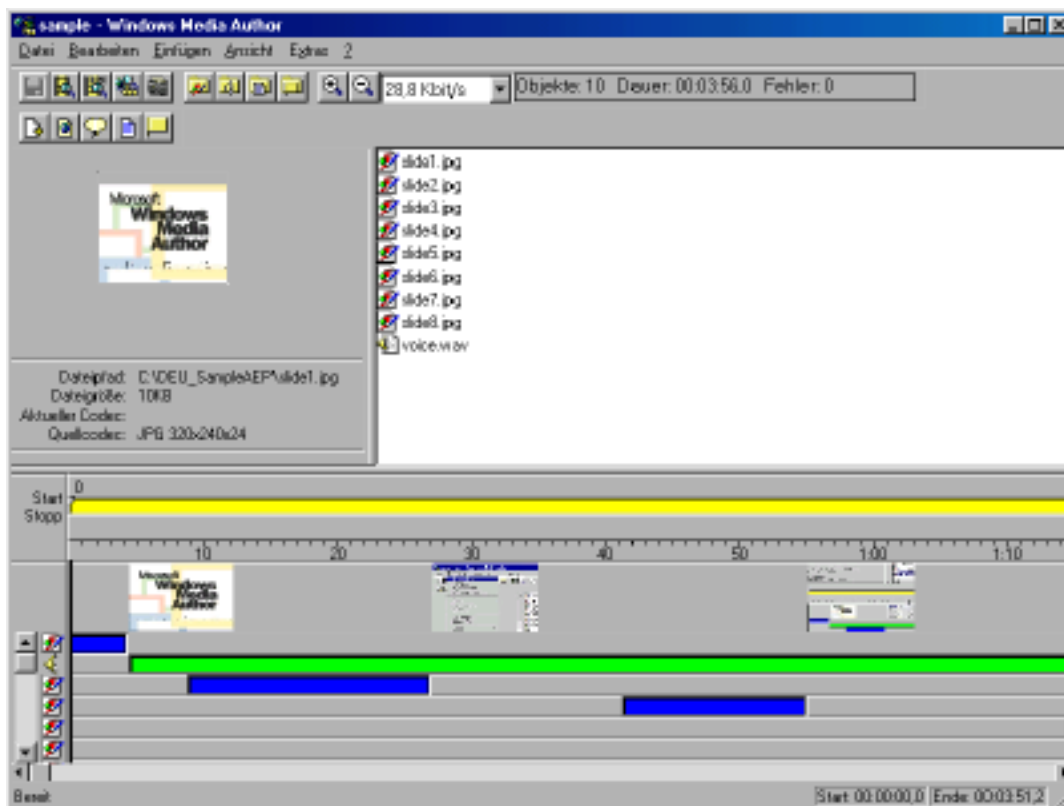 sample - Windows Media Author
Datei Bearbeiten Einfügen Ansicht Extras ?
28,8 Kbit/s Objekte: 10 Dauer: 00:03:56.0 Fehler: 0
Microsoft
Windows
Media
Author
slide1.jpg
slide2.jpg
slide3.jpg
slide4.jpg
slide5.jpg
slide6.jpg
slide7.jpg
slide8.jpg
voice.wav
Dateipfad: C:\DEU_SampleAEP\slide1.jpg
Dateigröße: 10KB
Aktueller Codec:
Quellcodec: JPG 320x240x24
0
Start
Stopp
10 20 30 40 50 1:00 1:10
Microsoft
Windows
Media
Author
Bereit Start 00:00:00,0 Ende: 00:03:51,2